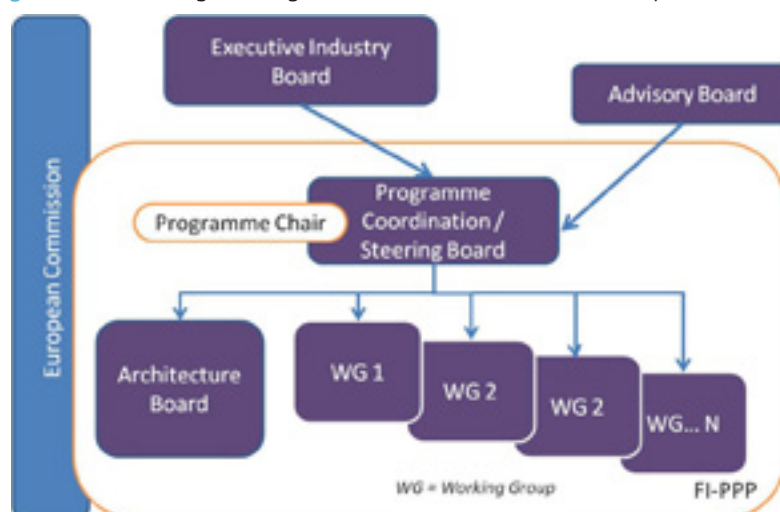 Executive Industry
Board
Advisory Board
European Commission
Programme Chair
Programme
Coordination /
Steering Board
Architecture
Board
WG 1
WG 2
WG 2
WG... N
WG = Working Group
FI-PPP